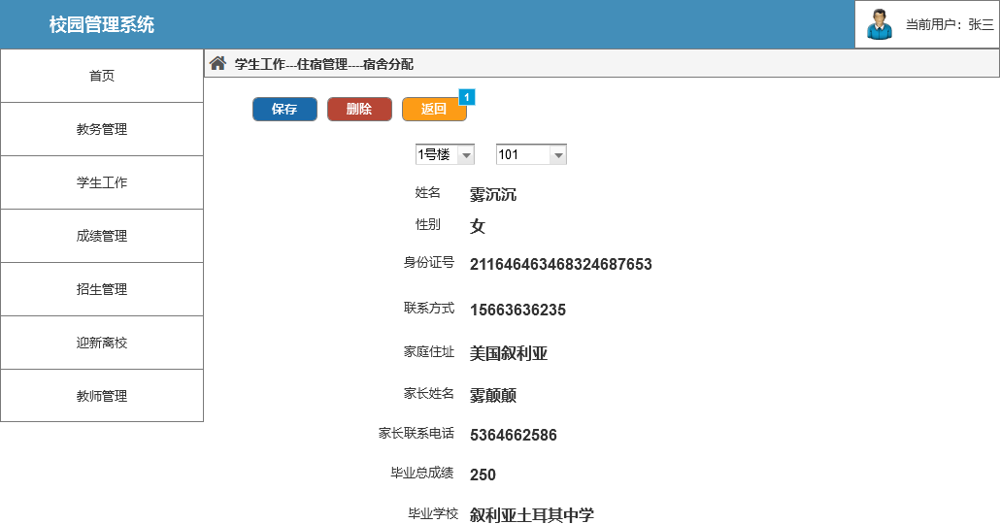 校园管理系统
当前用户：张三
首页
教务管理
学生工作
成绩管理
招生管理
迎新离校
教师管理
学生工作---住宿管理----宿舍分配
保存 删除 返回 1
1号楼 101
姓名 雾沉沉
性别 女
身份证号 211646463468324687653
联系方式 15663636235
家庭住址 美国叙利亚
家长姓名 雾颠颠
家长联系电话 5364662586
毕业总成绩 250
毕业学校 叙利亚土耳其中学